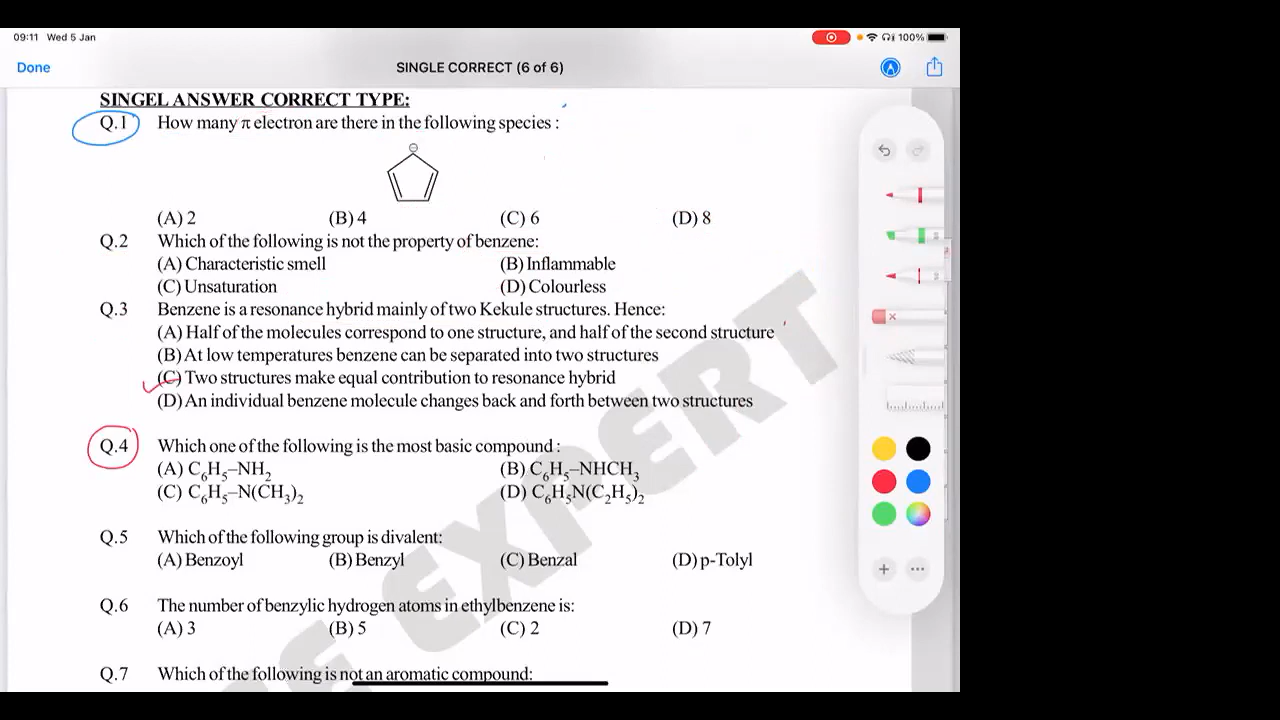 09:11 Wed 5 Jan
100%
Done
SINGLE CORRECT (6 of 6)
SINGEL ANSWER CORRECT TYPE:
Q.1 How many π electron are there in the following species :
⊖
(A) 2 (B) 4 (C) 6 (D) 8
Q.2 Which of the following is not the property of benzene:
(A) Characteristic smell (B) Inflammable
(C) Unsaturation (D) Colourless
Q.3 Benzene is a resonance hybrid mainly of two Kekule structures. Hence:
(A) Half of the molecules correspond to one structure, and half of the second structure
(B) At low temperatures benzene can be separated into two structures
(C) Two structures make equal contribution to resonance hybrid
(D) An individual benzene molecule changes back and forth between two structures
Q.4 Which one of the following is the most basic compound :
(A) C₆H₅–NH₂ (B) C₆H₅–NHCH₃
(C) C₆H₅–N(CH₃)₂ (D) C₆H₅N(C₂H₅)₂
Q.5 Which of the following group is divalent:
(A) Benzoyl (B) Benzyl (C) Benzal (D) p-Tolyl
Q.6 The number of benzylic hydrogen atoms in ethylbenzene is:
(A) 3 (B) 5 (C) 2 (D) 7
Q.7 Which of the following is not an aromatic compound:
EXPERT